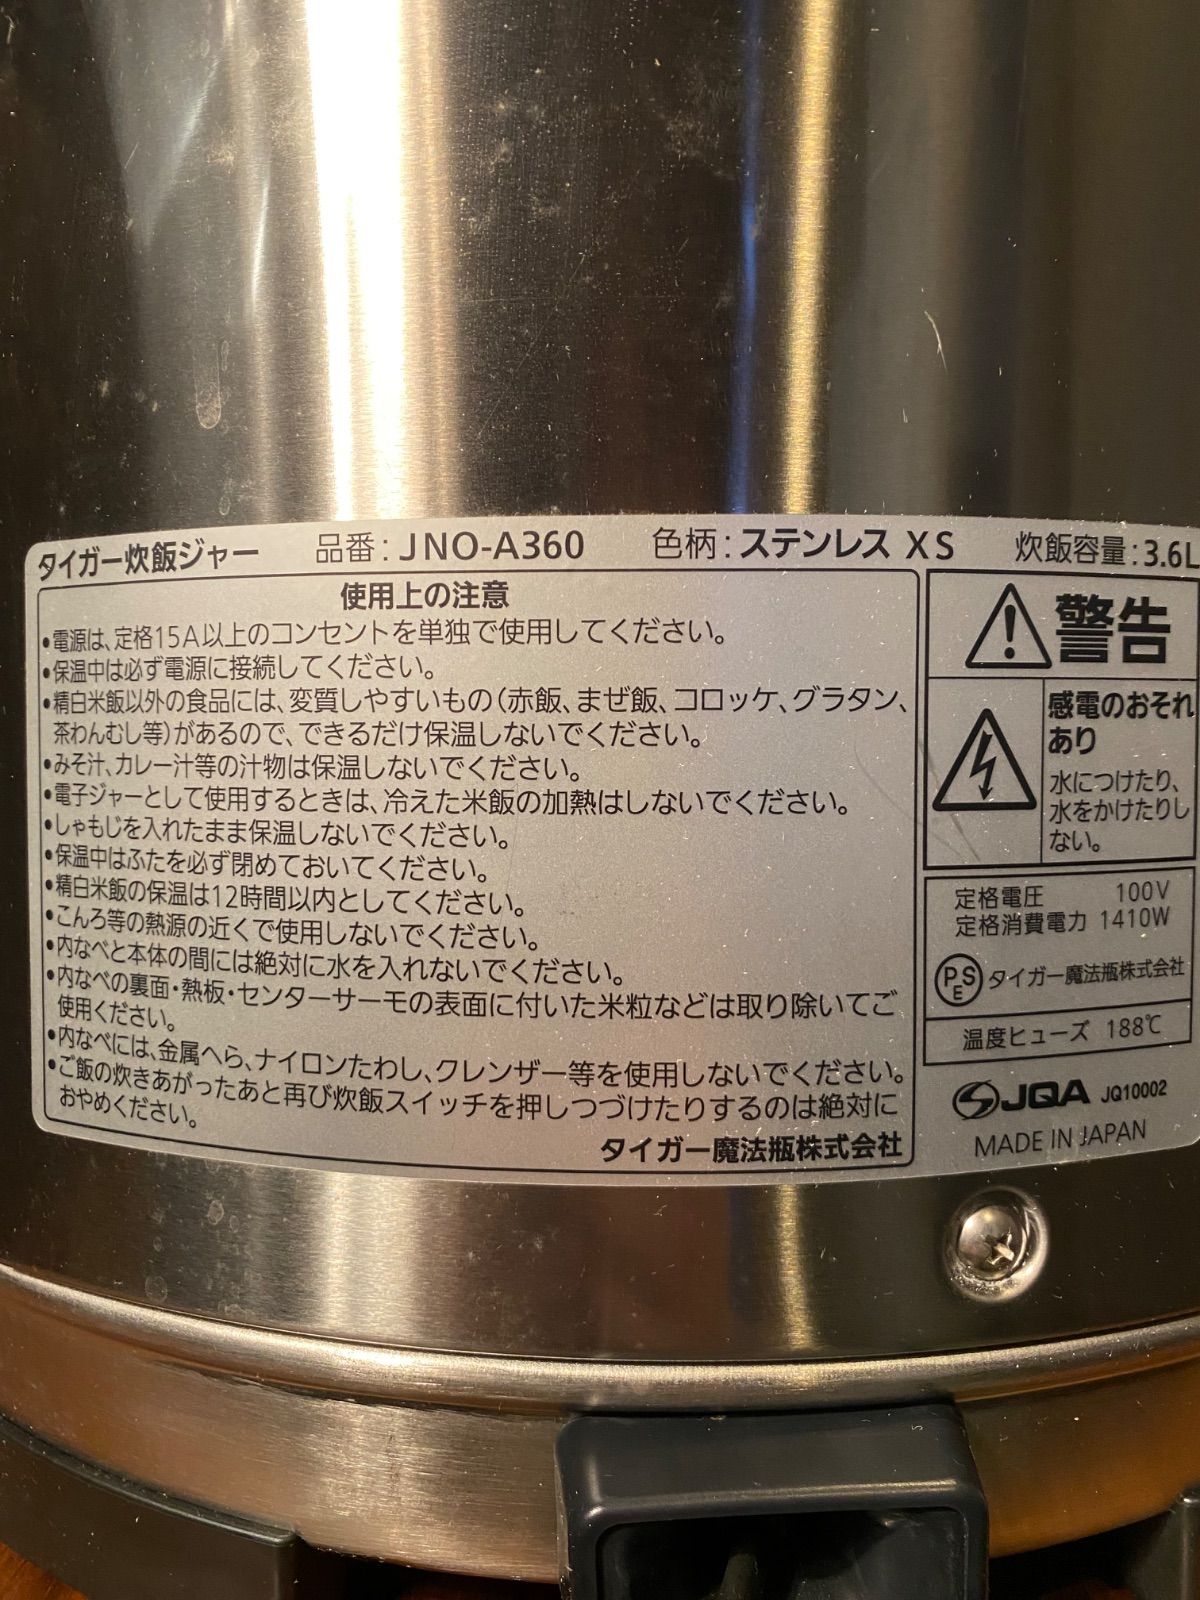 タイガー炊飯ジャー 品番：JNO-A360 色柄：ステンレス XS 炊飯容量：3.6L
使用上の注意
•電源は、定格15A以上のコンセントを単独で使用してください。
•保温中は必ず電源に接続してください。
•精白米飯以外の食品には、変質しやすいもの（赤飯、まぜ飯、コロッケ、グラタン、
茶わんむし等）があるので、できるだけ保温しないでください。
•みそ汁、カレー汁等の汁物は保温しないでください。
•電子ジャーとして使用するときは、冷えた米飯の加熱はしないでください。
•しゃもじを入れたまま保温しないでください。
•保温中はふたを必ず閉めておいてください。
•精白米飯の保温は12時間以内としてください。
•こんろ等の熱源の近くで使用しないでください。
•内なべと本体の間には絶対に水を入れないでください。
•内なべの裏面・熱板・センターサーモの表面に付いた米粒などは取り除いてご
使用ください。
•内なべには、金属へら、ナイロンたわし、クレンザー等を使用しないでください。
•ご飯の炊きあがったあと再び炊飯スイッチを押しつづけたりするのは絶対に
おやめください。
タイガー魔法瓶株式会社
警告
感電のおそれ
あり
水につけたり、
水をかけたりし
ない。
定格電圧 100V
定格消費電力 1410W
PSE タイガー魔法瓶株式会社
温度ヒューズ 188℃
JQA JQ10002
MADE IN JAPAN